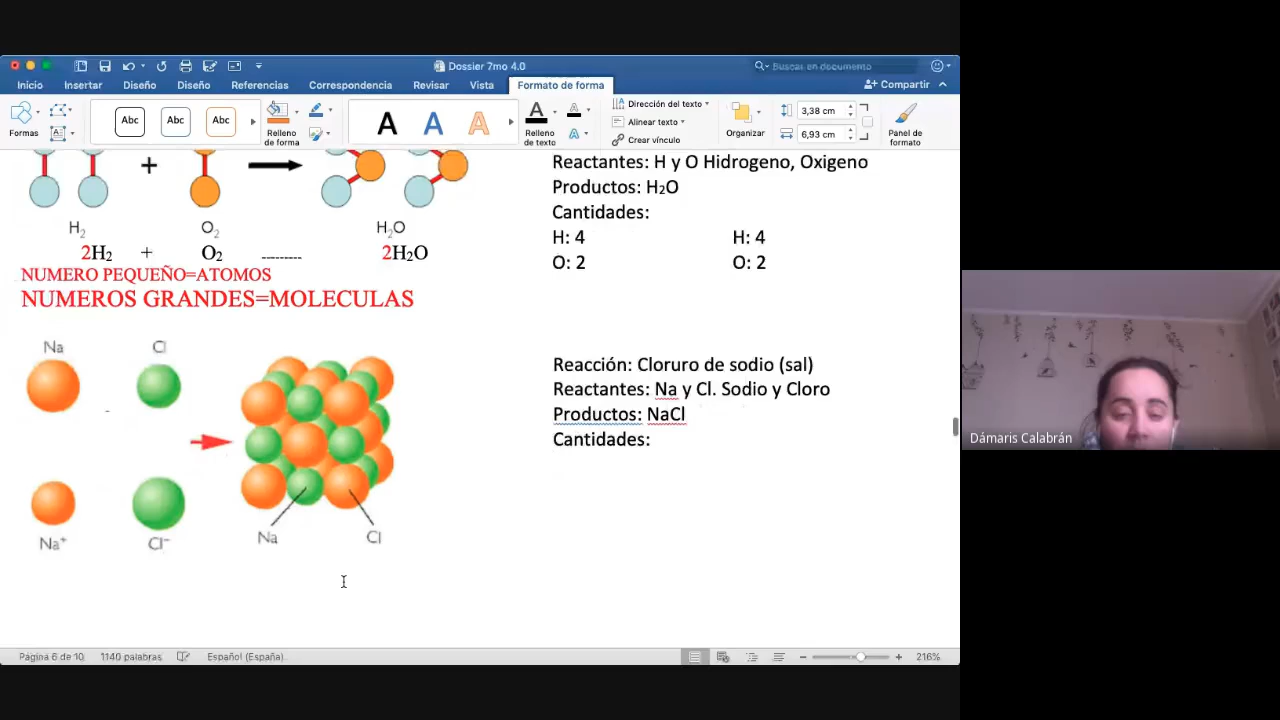 Dossier 7mo 4.0
Buscar en documento
Inicio Insertar Diseño Diseño Referencias Correspondencia Revisar Vista Formato de forma
Compartir
Formas
Abc Abc Abc
Relleno de forma
A A A
Relleno de texto
Dirección del texto
Alinear texto
Crear vínculo
Organizar
3,38 cm
6,93 cm
Panel de formato
+
H₂ O₂ H₂O
2H₂ + O₂ --------- 2H₂O
NUMERO PEQUEÑO=ATOMOS
NUMEROS GRANDES=MOLECULAS
Reactantes: H y O Hidrogeno, Oxigeno
Productos: H₂O
Cantidades:
H: 4 H: 4
O: 2 O: 2
Na Cl
Na⁺ Cl⁻
Na Cl
Reacción: Cloruro de sodio (sal)
Reactantes: Na y Cl. Sodio y Cloro
Productos: NaCl
Cantidades:
Dámaris Calabrán
Página 6 de 10 1140 palabras Español (España) 216%